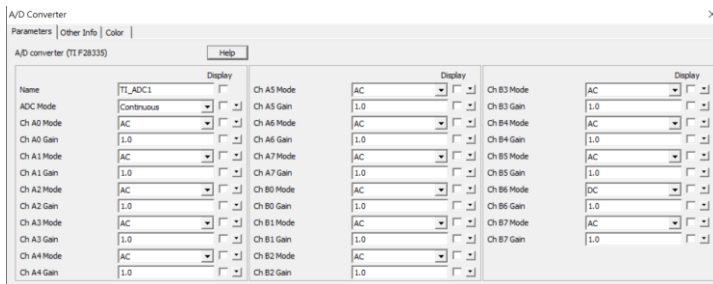 A/D Converter
Parameters Other Info Color
A/D converter (TI F28335) Help
Display
Name TI_ADC1
ADC Mode Continuous
Ch A0 Mode AC
Ch A0 Gain 1.0
Ch A1 Mode AC
Ch A1 Gain 1.0
Ch A2 Mode AC
Ch A2 Gain 1.0
Ch A3 Mode AC
Ch A3 Gain 1.0
Ch A4 Mode AC
Ch A4 Gain 1.0
Display
Ch A5 Mode AC
Ch A5 Gain 1.0
Ch A6 Mode AC
Ch A6 Gain 1.0
Ch A7 Mode AC
Ch A7 Gain 1.0
Ch B0 Mode AC
Ch B0 Gain 1.0
Ch B1 Mode AC
Ch B1 Gain 1.0
Ch B2 Mode AC
Ch B2 Gain 1.0
Display
Ch B3 Mode AC
Ch B3 Gain 1.0
Ch B4 Mode AC
Ch B4 Gain 1.0
Ch B5 Mode AC
Ch B5 Gain 1.0
Ch B6 Mode DC
Ch B6 Gain 1.0
Ch B7 Mode AC
Ch B7 Gain 1.0